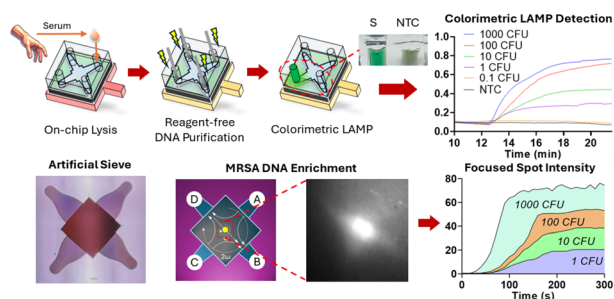 Serum
On-chip Lysis
Reagent-free
DNA Purification
S NTC
Colorimetric LAMP
Colorimetric LAMP Detection
1.0
0.8
0.6
0.4
0.2
0.0
1000 CFU
100 CFU
10 CFU
1 CFU
0.1 CFU
NTC
10 12 14 16 18 20
Time (min)
Artificial Sieve
MRSA DNA Enrichment
D A
2ω
C B
Focused Spot Intensity
80
60
40
20
0
1000 CFU
100 CFU
10 CFU
1 CFU
0 100 200 300
Time (s)